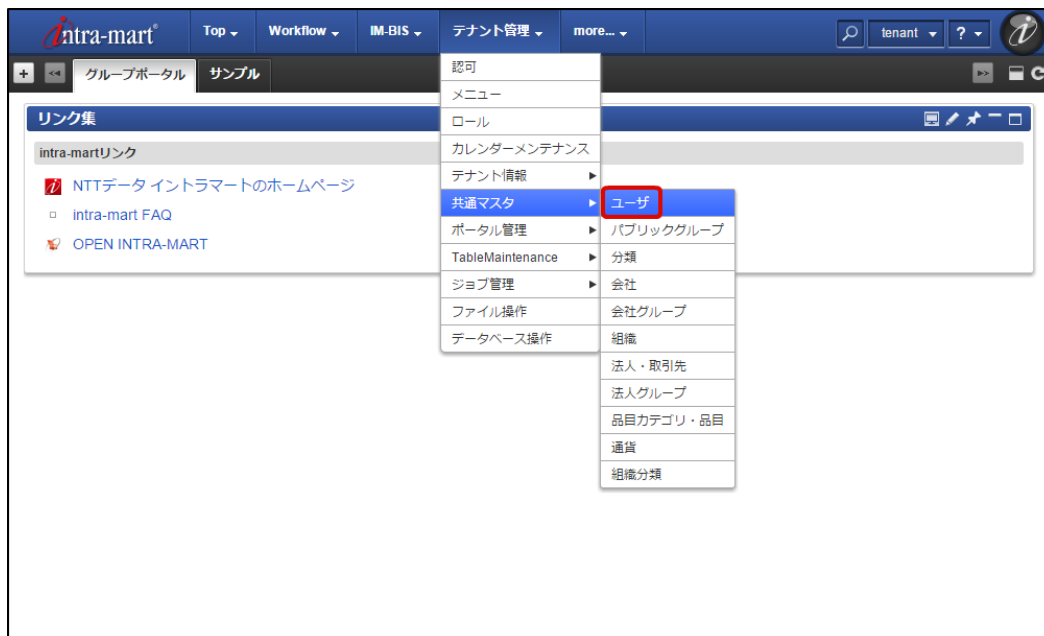 intra-mart® Top Workflow IM-BIS テナント管理 more... tenant ?
グループポータル サンプル
リンク集
intra-martリンク
NTTデータ イントラマートのホームページ
intra-mart FAQ
OPEN INTRA-MART
認可
メニュー
ロール
カレンダーメンテナンス
テナント情報
共通マスタ
ポータル管理
TableMaintenance
ジョブ管理
ファイル操作
データベース操作
ユーザ
パブリックグループ
分類
会社
会社グループ
組織
法人・取引先
法人グループ
品目カテゴリ・品目
通貨
組織分類